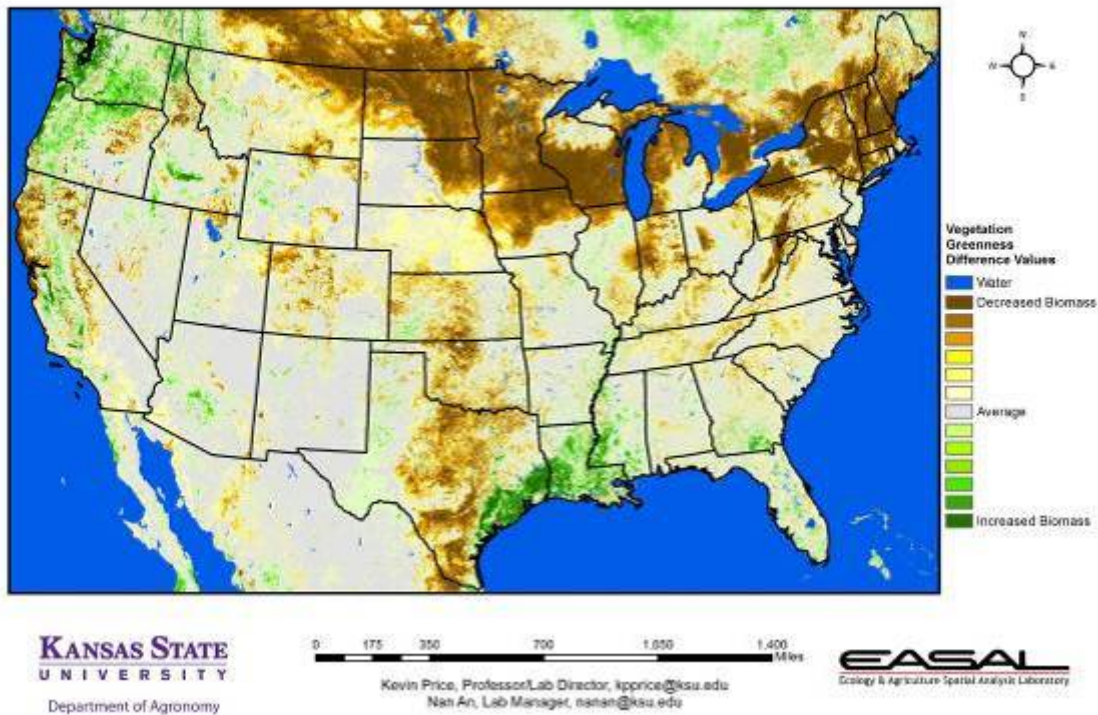 N
W
E
S
Vegetation
Greenness
Difference Values
Water
Decreased Biomass
Average
Increased Biomass
KANSAS STATE
UNIVERSITY
Department of Agronomy
0 175 350 700 1,050 1,400
Miles
Kevin Price, Professor/Lab Director, kpprice@ksu.edu
Nan An, Lab Manager, nanan@ksu.edu
EASAL
Ecology & Agriculture Spatial Analysis Laboratory